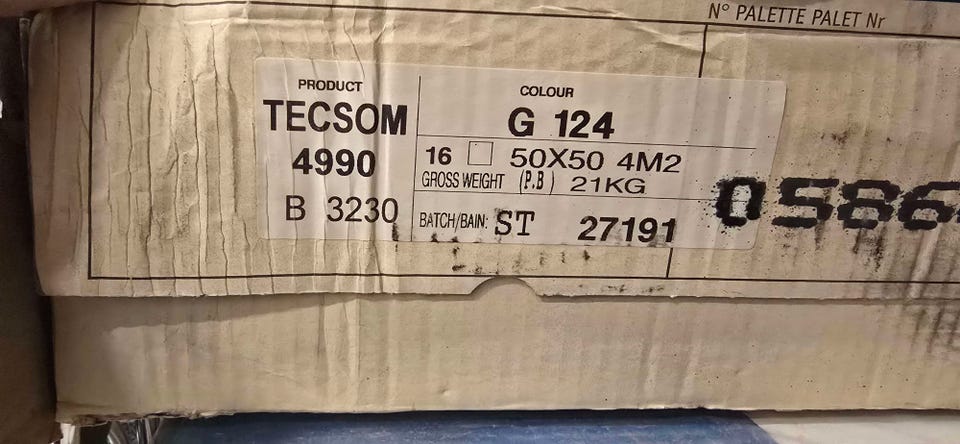 N° PALETTE PALET Nr
PRODUCT
TECSOM
4990
B 3230
COLOUR
G 124
16 □ 50X50 4M2
GROSS WEIGHT (P.B) 21KG
BATCH/BAIN: ST 27191